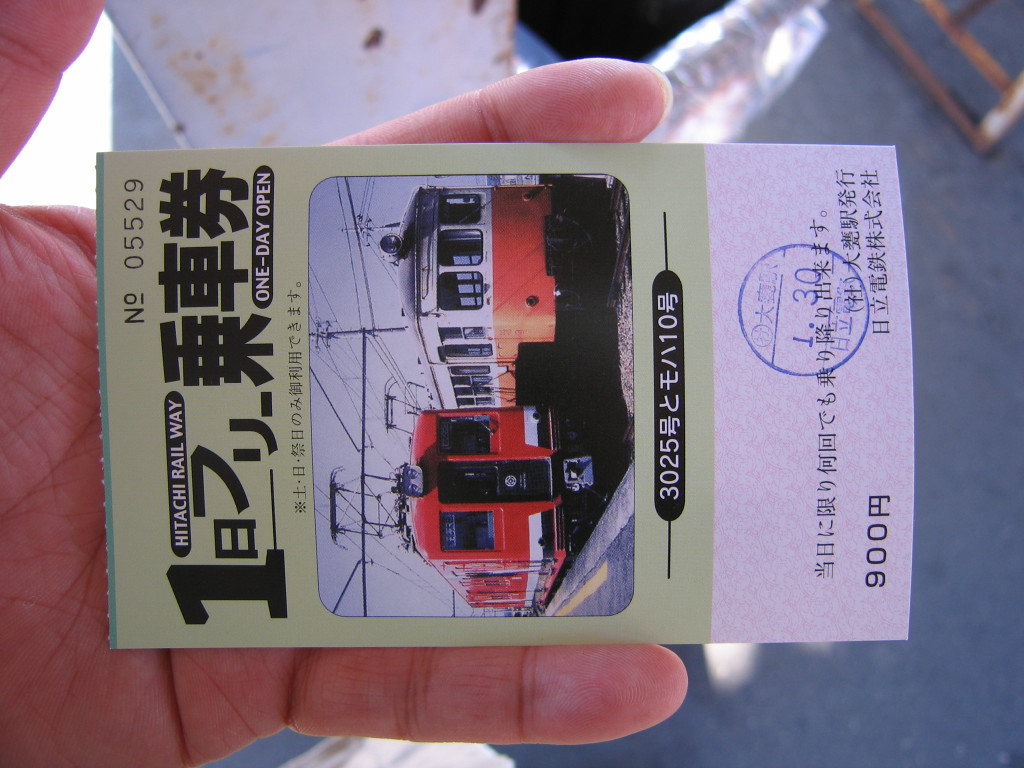 № 05529
HITACHI RAIL WAY
1日フリー乗車券
ONE-DAY OPEN
※土・日・祭日のみ御利用できます。
3025号とモハ10号
当日に限り何回でも乗り降り出来ます。
900円
(社)大甕駅発行
日立電鉄株式会社
大甕駅
1.-30
日立電